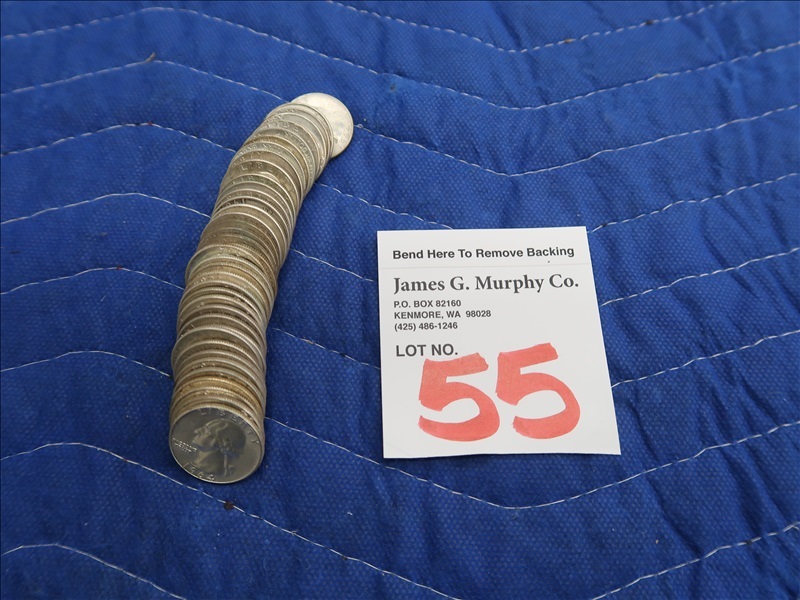 Bend Here To Remove Backing
James G. Murphy Co.
P.O. BOX 82160
KENMORE, WA 98028
(425) 486-1246
LOT NO.
55
LIBERTY